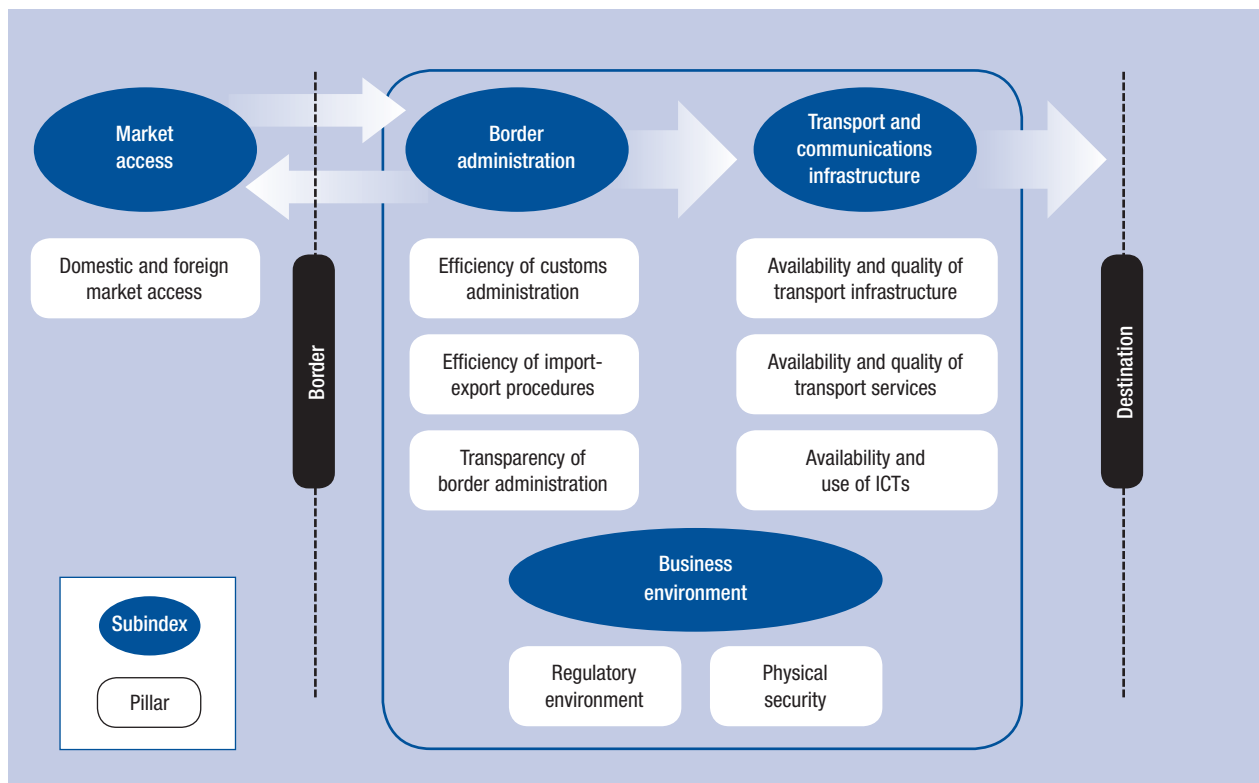 Market
access
Domestic and foreign
market access
Border
Border
administration
Efficiency of customs
administration
Efficiency of import-
export procedures
Transparency of
border administration
Transport and
communications
infrastructure
Availability and quality of
transport infrastructure
Availability and quality of
transport services
Availability and
use of ICTs
Business
environment
Regulatory
environment
Physical
security
Destination
Subindex
Pillar